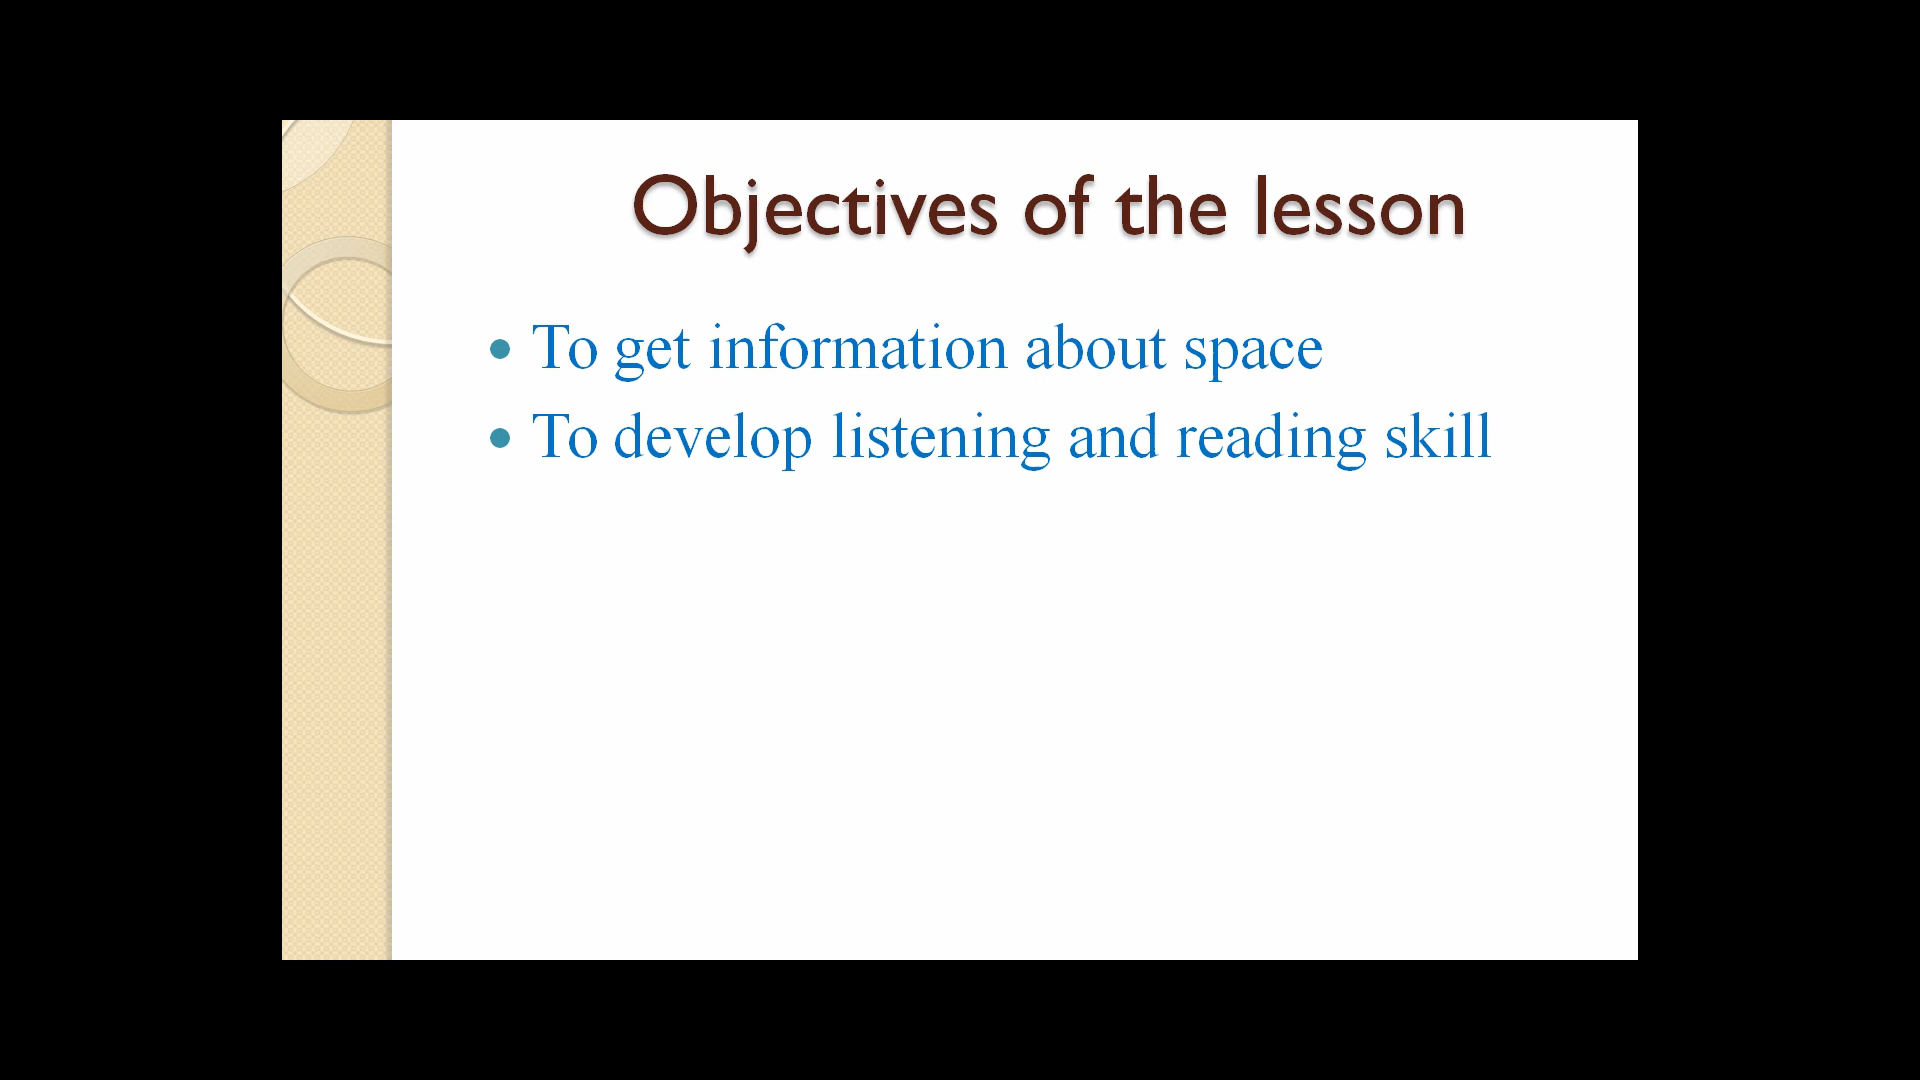 Objectives of the lesson
• To get information about space
• To develop listening and reading skill